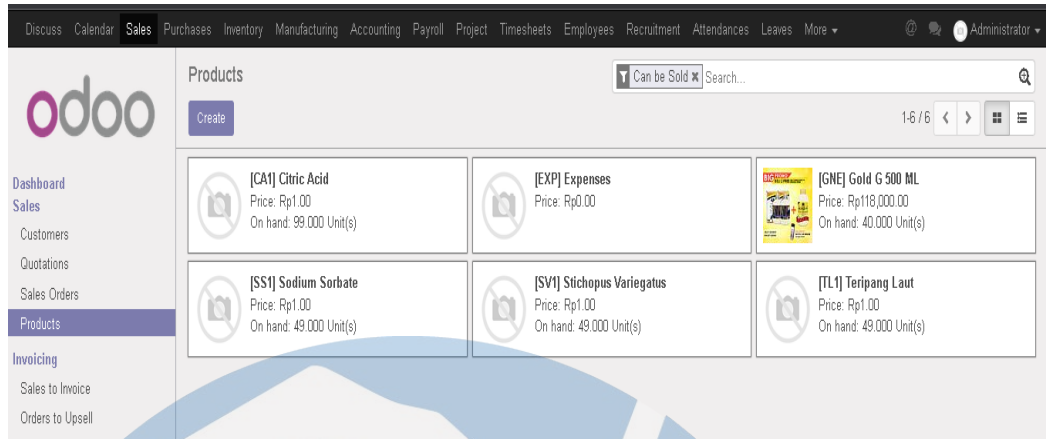 Discuss Calendar Sales Purchases Inventory Manufacturing Accounting Payroll Project Timesheets Employees Recruitment Attendances Leaves More @ Administrator
odoo
Products
Can be Sold × Search...
Create
1-6 / 6
Dashboard
Sales
Customers
Quotations
Sales Orders
Products
Invoicing
Sales to Invoice
Orders to Upsell
[CA1] Citric Acid
Price: Rp1.00
On hand: 99.000 Unit(s)
[EXP] Expenses
Price: Rp0.00
[GNE] Gold G 500 ML
Price: Rp118,000.00
On hand: 40.000 Unit(s)
[SS1] Sodium Sorbate
Price: Rp1.00
On hand: 49.000 Unit(s)
[SV1] Stichopus Variegatus
Price: Rp1.00
On hand: 49.000 Unit(s)
[TL1] Teripang Laut
Price: Rp1.00
On hand: 49.000 Unit(s)